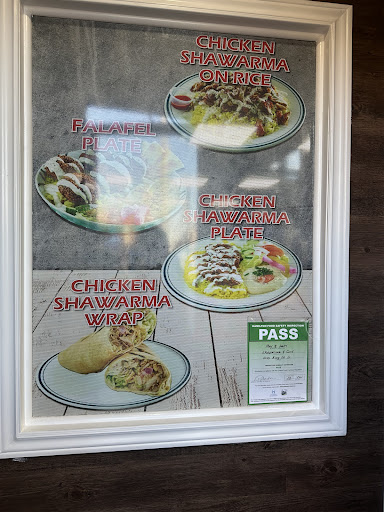 CHICKEN
SHAWARMA
ON RICE
FALAFEL
PLATE
CHICKEN
SHAWARMA
PLATE
CHICKEN
SHAWARMA
WRAP
PASS